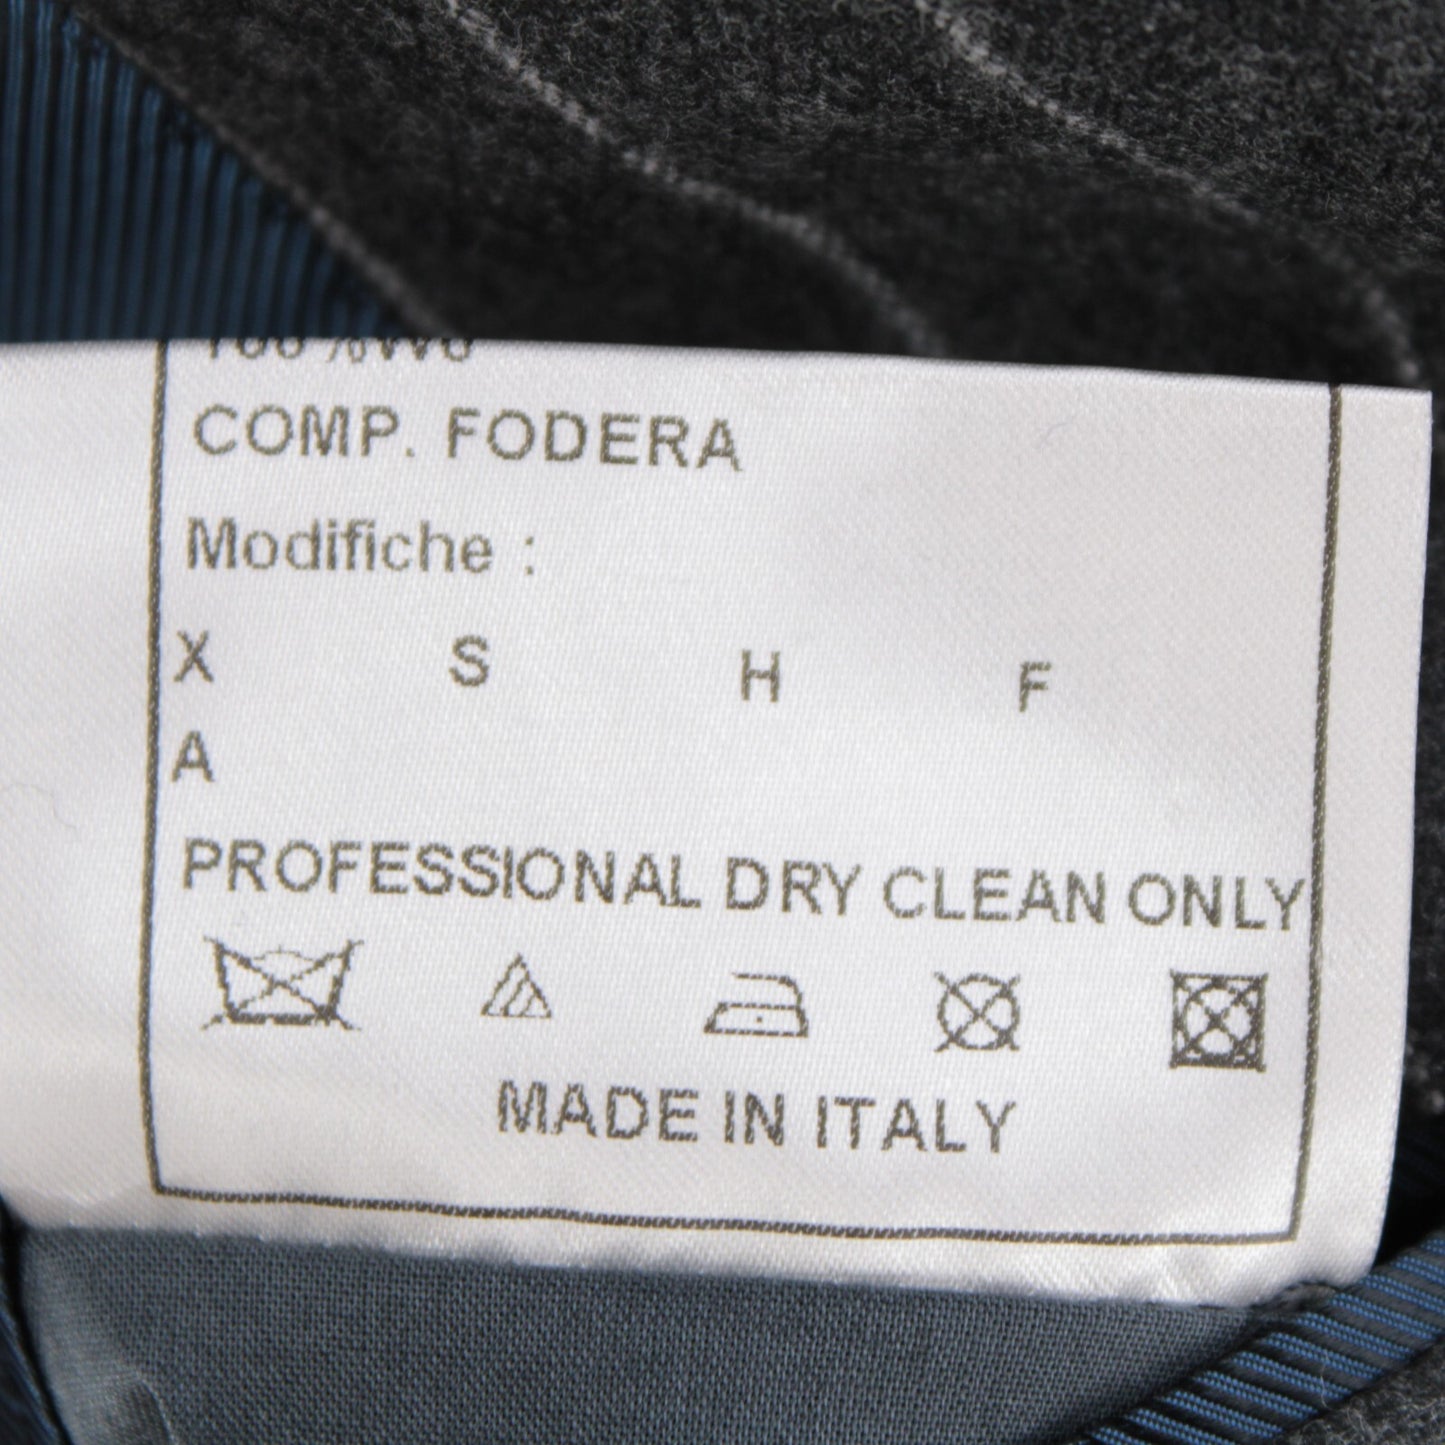 COMP. FODERA
Modifiche :
X S H F
A
PROFESSIONAL DRY CLEAN ONLY
MADE IN ITALY